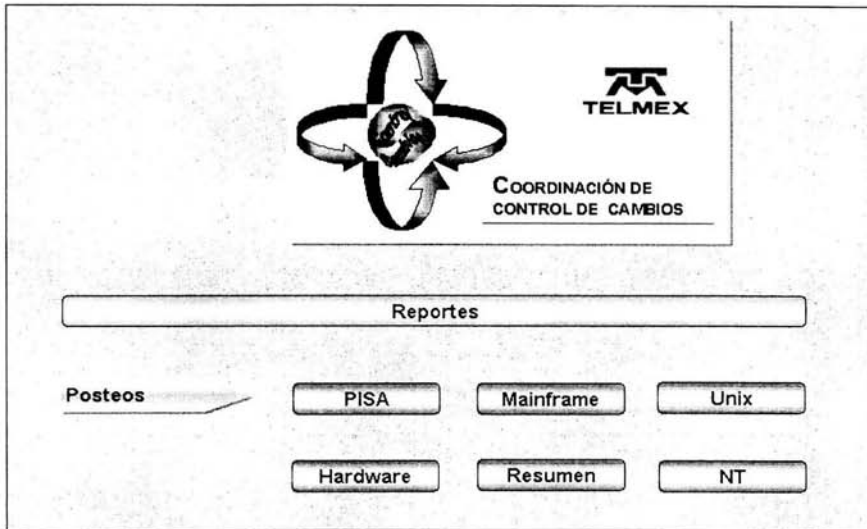 TELMEX
COORDINACIÓN DE
CONTROL DE CAMBIOS
Reportes
Posteos
PISA
Mainframe
Unix
Hardware
Resumen
NT